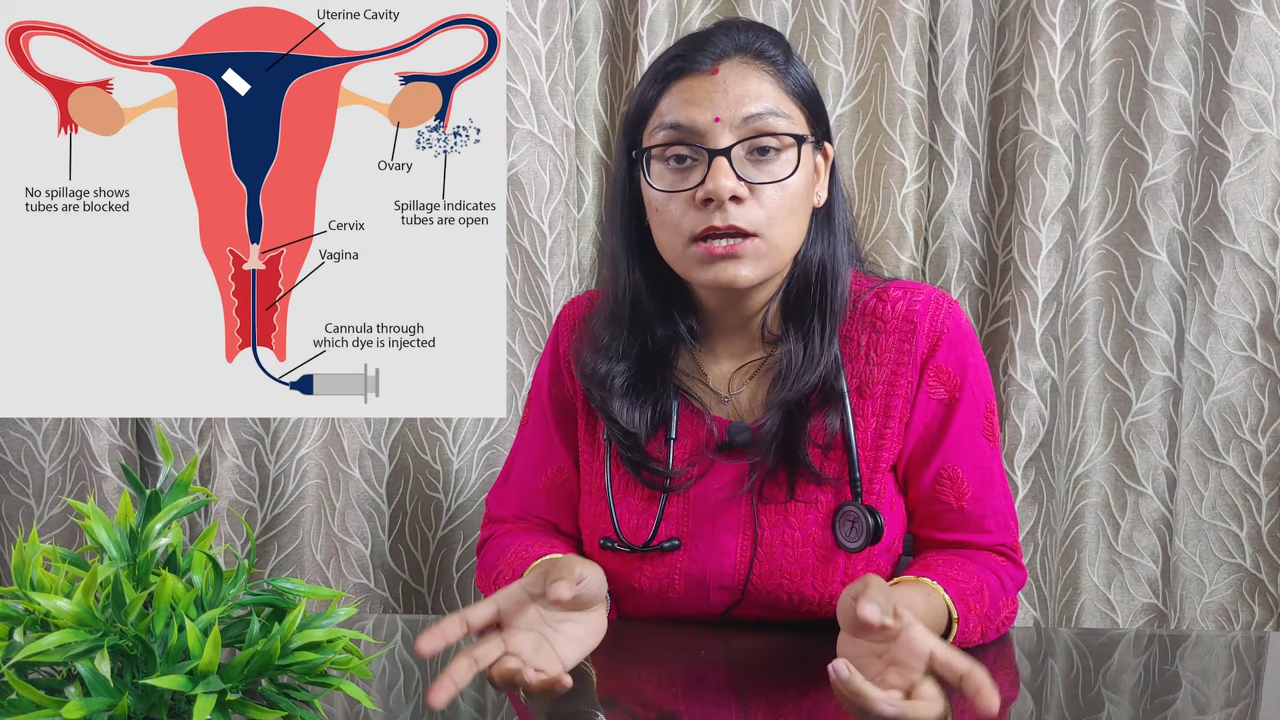 Uterine Cavity
Ovary
No spillage shows
tubes are blocked
Spillage indicates
tubes are open
Cervix
Vagina
Cannula through
which dye is injected